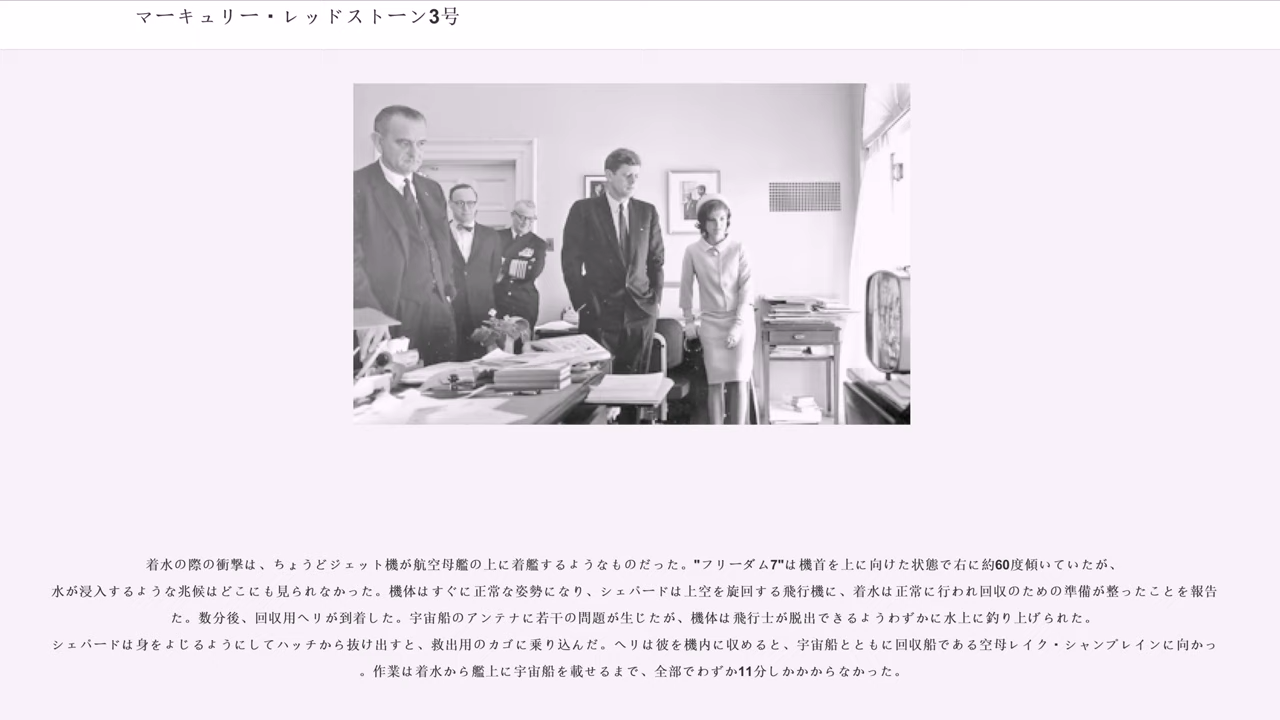 マーキュリー・レッドストーン3号
着水の際の衝撃は、ちょうどジェット機が航空母艦の上に着艦するようなものだった。"フリーダム7"は機首を上に向けた状態で右に約60度傾いていたが、
水が浸入するような兆候はどこにも見られなかった。機体はすぐに正常な姿勢になり、シェパードは上空を旋回する飛行機に、着水は正常に行われ回収のための準備が整ったことを報告
た。数分後、回収用ヘリが到着した。宇宙船のアンテナに若干の問題が生じたが、機体は飛行士が脱出できるようわずかに水上に釣り上げられた。
シェパードは身をよじるようにしてハッチから抜け出すと、救出用のカゴに乗り込んだ。ヘリは彼を機内に収めると、宇宙船とともに回収船である空母レイク・シャンプレインに向かっ
。作業は着水から艦上に宇宙船を載せるまで、全部でわずか11分しかかからなかった。